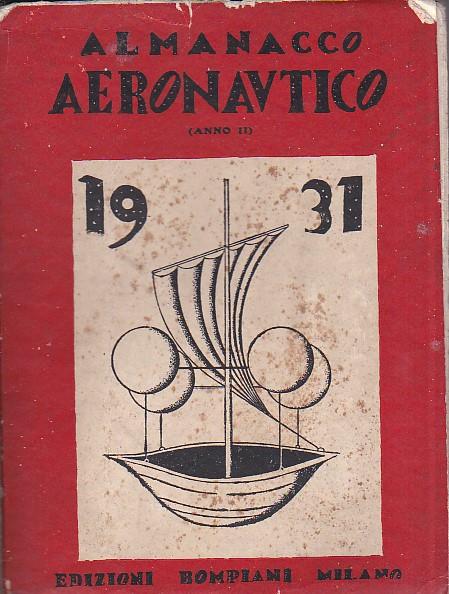 ALMANACCO
AERONAVTICO
(ANNO II)
19 31
EDIZIONI BOMPIANI MILANO